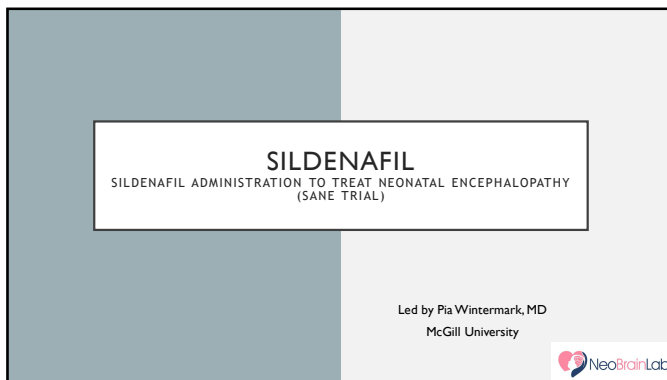 SILDENAFIL
SILDENAFIL ADMINISTRATION TO TREAT NEONATAL ENCEPHALOPATHY
(SANE TRIAL)
Led by Pia Wintermark, MD
McGill University
NeoBrainLab